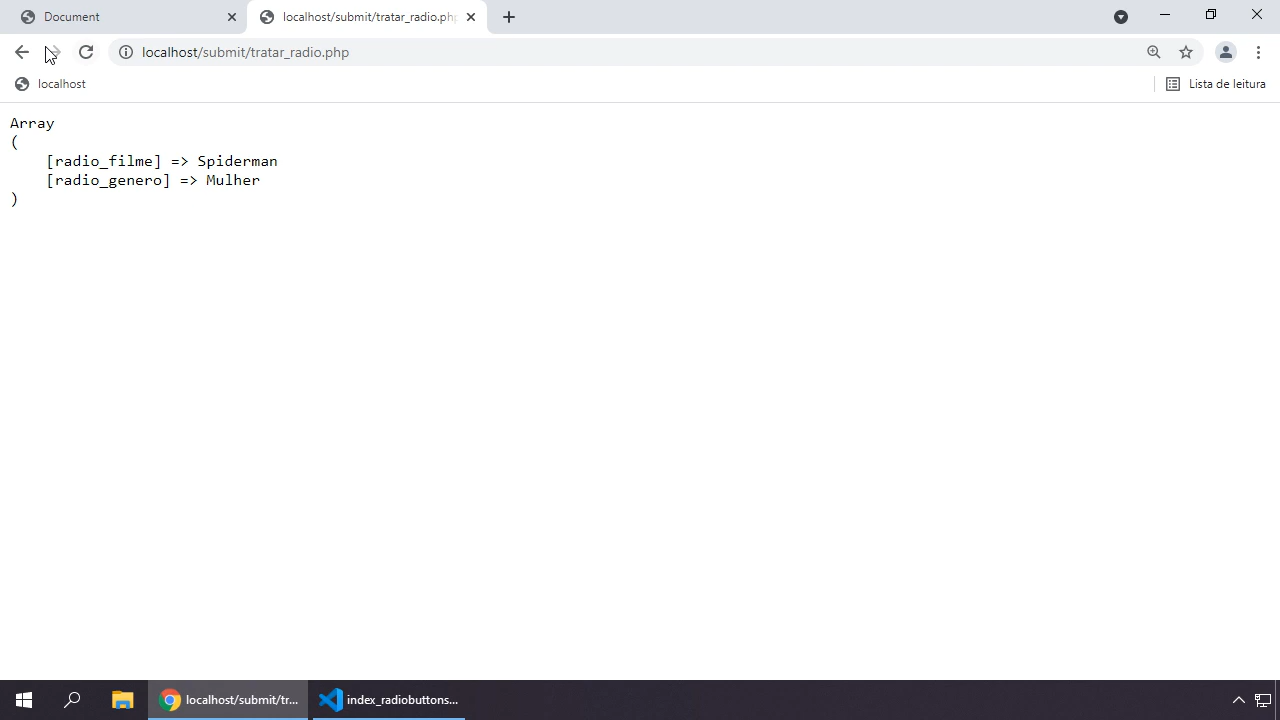 Document
localhost/submit/tratar_radio.php
localhost/submit/tratar_radio.php
localhost
Lista de leitura
Array
(
[radio_filme] => Spiderman
[radio_genero] => Mulher
)
localhost/submit/tr...
index_radiobuttons...